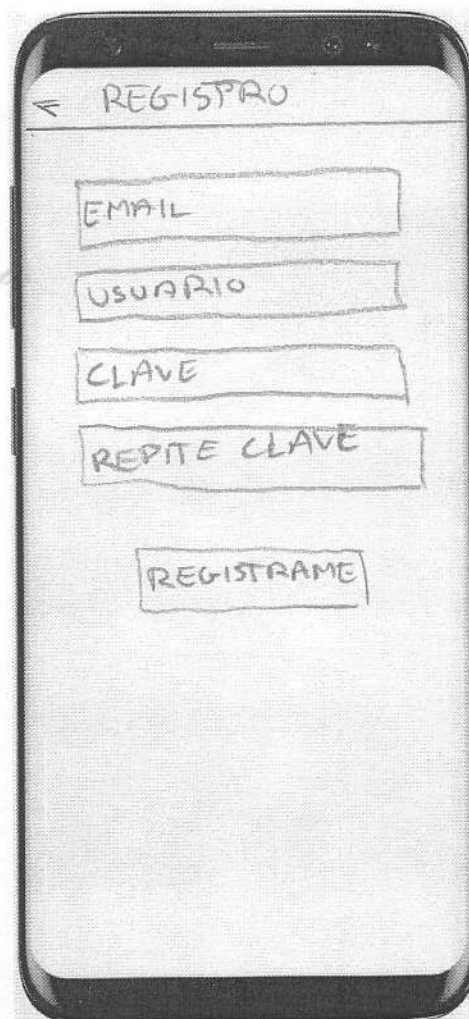 REGISTRO
EMAIL
USUARIO
CLAVE
REPITE CLAVE
REGISTRAME